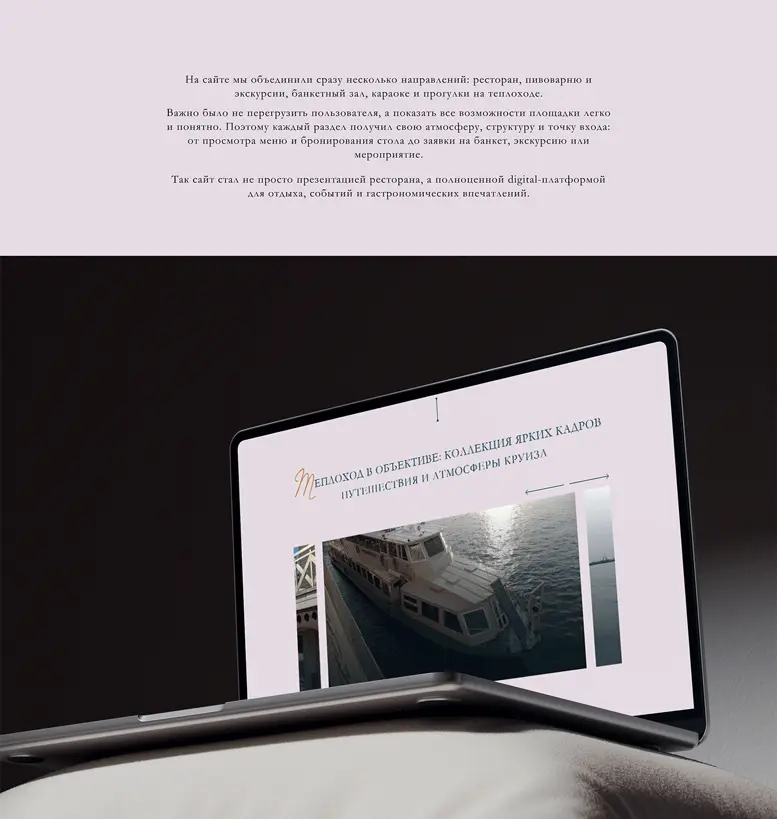 На сайте мы объединили сразу несколько направлений: ресторан, пивоварню и
экскурсии, банкетный зал, караоке и прогулки на теплоходе.
Важно было не перегрузить пользователя, а показать все возможности площадки легко
и понятно. Поэтому каждый раздел получил свою атмосферу, структуру и точку входа:
от просмотра меню и бронирования стола до заявки на банкет, экскурсию или
мероприятие.
Так сайт стал не просто презентацией ресторана, а полноценной digital-платформой
для отдыха, событий и гастрономических впечатлений.
ТЕПЛОХОД В ОБЪЕКТИВЕ: КОЛЛЕКЦИЯ ЯРКИХ КАДРОВ
ПУТЕШЕСТВИЯ И АТМОСФЕРЫ КРУИЗА